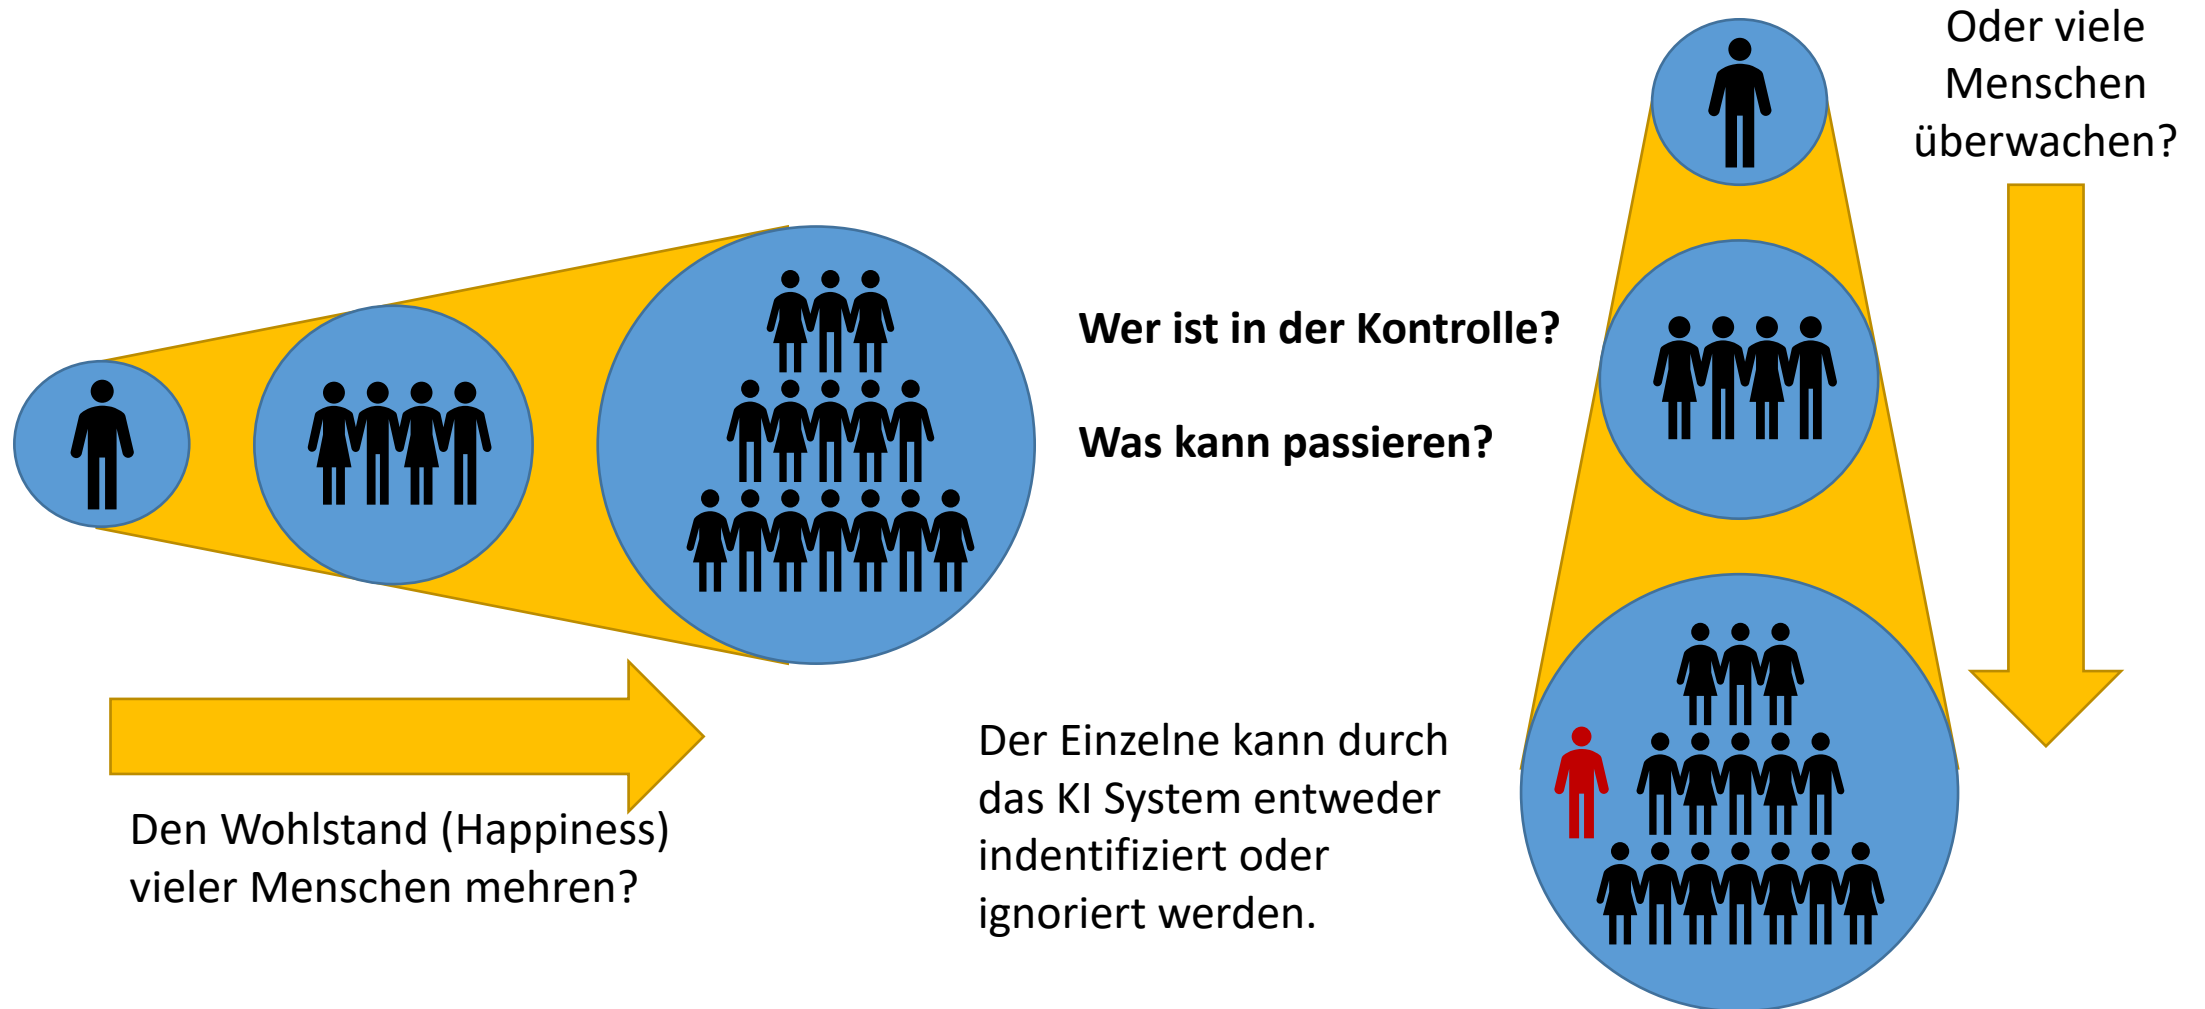 Oder viele
Menschen
überwachen?
Wer ist in der Kontrolle?
Was kann passieren?
Den Wohlstand (Happiness)
vieler Menschen mehren?
Der Einzelne kann durch
das KI System entweder
indentifiziert oder
ignoriert werden.